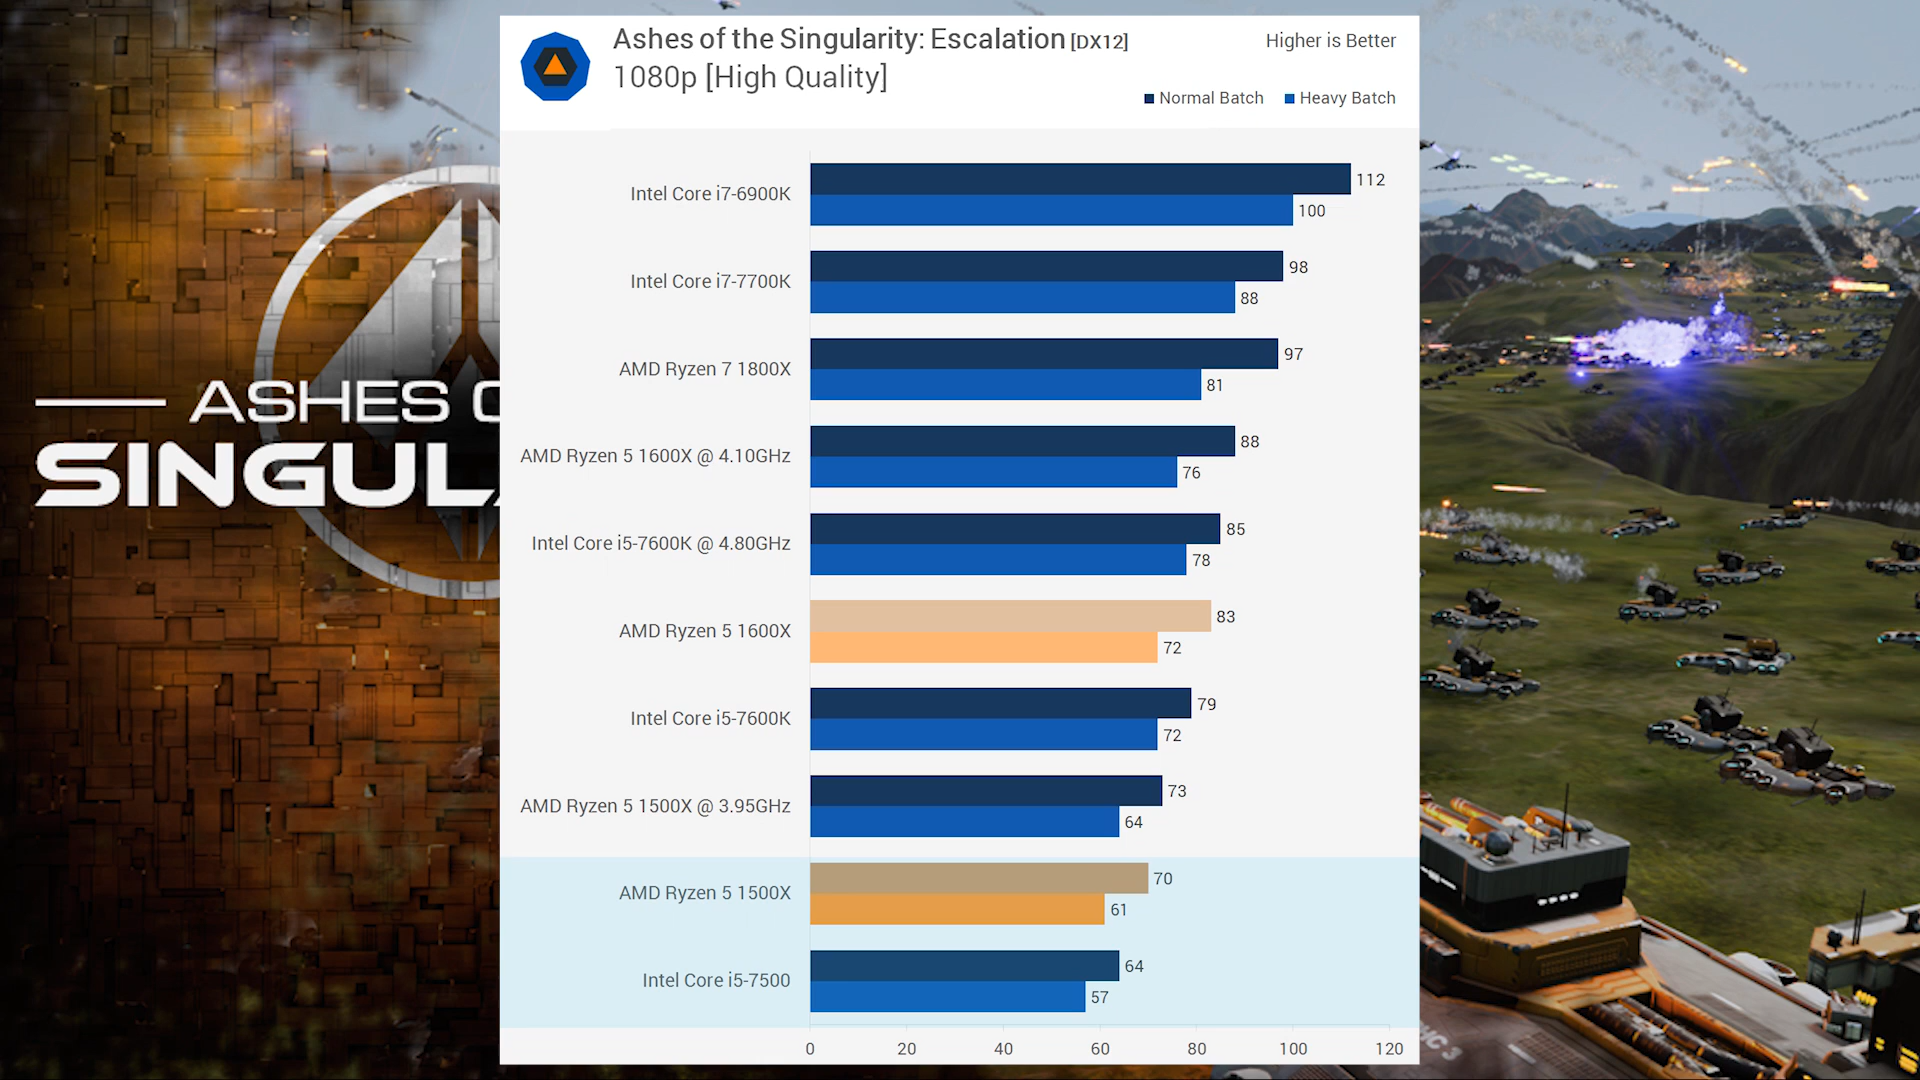 Ashes of the Singularity: Escalation [DX12]
1080p [High Quality]
Higher is Better
Normal Batch
Heavy Batch
Intel Core i7-6900K
112
100
Intel Core i7-7700K
98
88
AMD Ryzen 7 1800X
97
81
AMD Ryzen 5 1600X @ 4.10GHz
88
76
Intel Core i5-7600K @ 4.80GHz
85
78
AMD Ryzen 5 1600X
83
72
Intel Core i5-7600K
79
72
AMD Ryzen 5 1500X @ 3.95GHz
73
64
AMD Ryzen 5 1500X
70
61
Intel Core i5-7500
64
57
0 20 40 60 80 100 120
ASHES